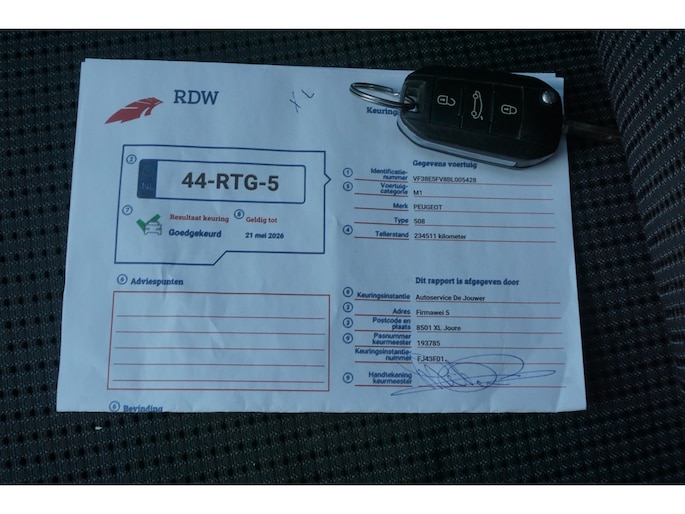 RDW
Keuring
44-RTG-5
NL
Resultaat keuring
Goedgekeurd
Geldig tot
21 mei 2026
Gegevens voertuig
Identificatie-
nummer VF38E5FV8BL005428
Voertuig-
categorie M1
Merk PEUGEOT
Type 508
Tellerstand 234511 kilometer
Adviespunten
Dit rapport is afgegeven door
Keuringsinstantie Autoservice De Jouwer
Adres Firmawei 5
Postcode en
plaats 8501 XL Joure
Pasnummer
keurmeester 193785
Keuringsinstantie-
nummer FJ43F01
Handtekening
keurmeester
Bevinding